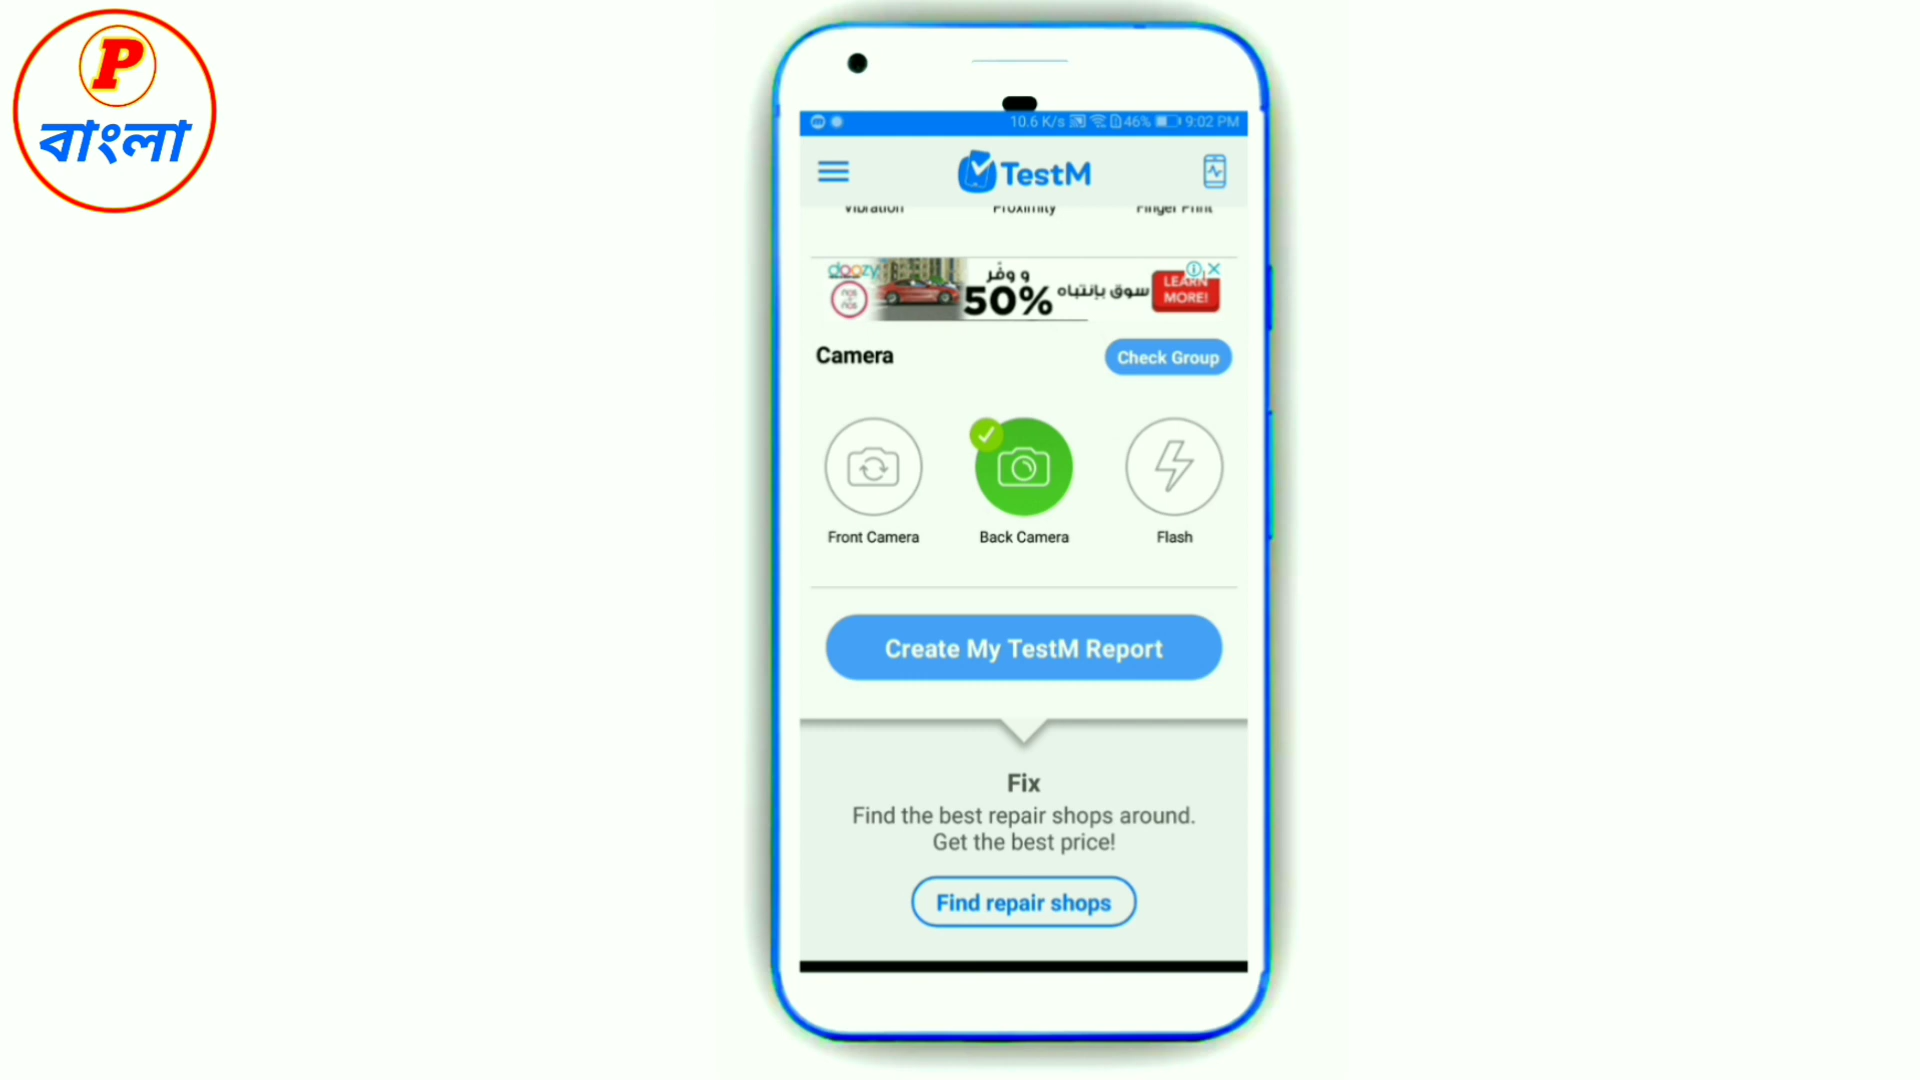 P
বাংলা
10.6 K/s 46% 9:02 PM
TestM
Vibration Proximity Finger Print
doozy
سوق بإنتباه و وفّر
50%
LEARN
MORE!
Camera
Check Group
Front Camera
Back Camera
Flash
Create My TestM Report
Fix
Find the best repair shops around.
Get the best price!
Find repair shops